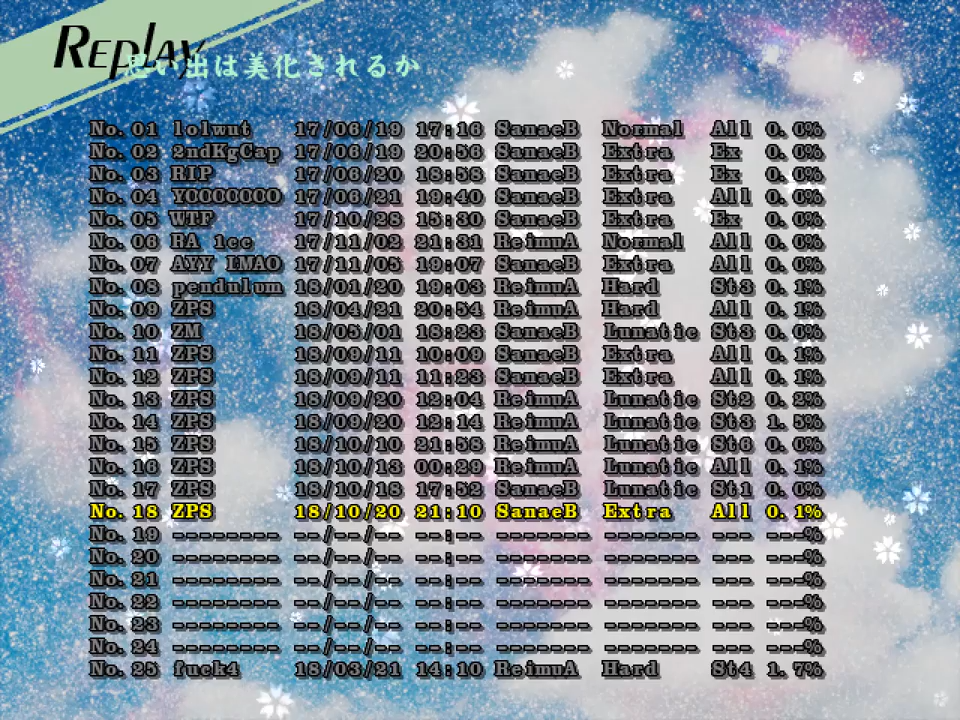 Replay
思い出は美化されるか
No. 01 lolwut 17/06/19 17:16 SanaeB Normal All 0.0%
No. 02 2ndKgCap 17/06/19 20:56 SanaeB Extra Ex 0.0%
No. 03 RIP 17/06/20 18:58 SanaeB Extra Ex 0.0%
No. 04 YOOOOOOO 17/06/21 19:40 SanaeB Extra All 0.0%
No. 05 WTF 17/10/28 15:30 SanaeB Extra Ex 0.0%
No. 06 RA 1cc 17/11/02 21:31 ReimuA Normal All 0.0%
No. 07 AYY LMAO 17/11/05 19:07 SanaeB Extra All 0.0%
No. 08 pendulum 18/01/20 19:03 ReimuA Hard St3 0.1%
No. 09 ZPS 18/04/21 20:54 ReimuA Hard All 0.1%
No. 10 ZM 18/05/01 18:23 SanaeB Lunatic St3 0.0%
No. 11 ZPS 18/09/11 10:09 SanaeB Extra All 0.1%
No. 12 ZPS 18/09/11 11:23 SanaeB Extra All 0.1%
No. 13 ZPS 18/09/20 12:04 ReimuA Lunatic St2 0.2%
No. 14 ZPS 18/09/20 12:14 ReimuA Lunatic St3 1.5%
No. 15 ZPS 18/10/10 21:58 ReimuA Lunatic St6 0.0%
No. 16 ZPS 18/10/13 00:29 ReimuA Lunatic All 0.1%
No. 17 ZPS 18/10/18 17:52 SanaeB Lunatic St1 0.0%
No. 18 ZPS 18/10/20 21:10 SanaeB Extra All 0.1%
No. 19 -------- --/--/-- --:-- ------- ------- --- ---%
No. 20 -------- --/--/-- --:-- ------- ------- --- ---%
No. 21 -------- --/--/-- --:-- ------- ------- --- ---%
No. 22 -------- --/--/-- --:-- ------- ------- --- ---%
No. 23 -------- --/--/-- --:-- ------- ------- --- ---%
No. 24 -------- --/--/-- --:-- ------- ------- --- ---%
No. 25 fuck4 18/03/21 14:10 ReimuA Hard St4 1.7%